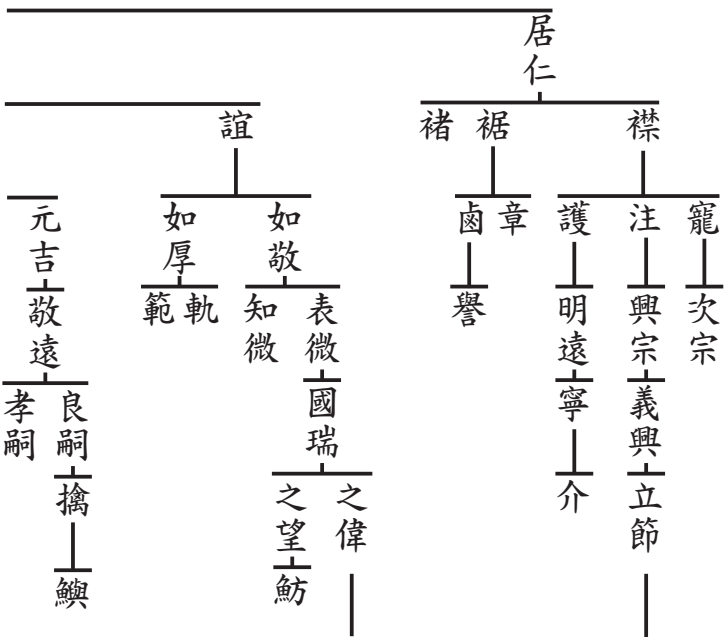 居仁
襟
裾
褚
誼
寵
注
護
章
鹵
如敬
如厚
元吉
次宗
興宗
明遠
譽
表微
知微
軌
範
敬遠
義興
寧
國瑞
良嗣
孝嗣
立節
介
之偉
之望
擒
魴
鱮